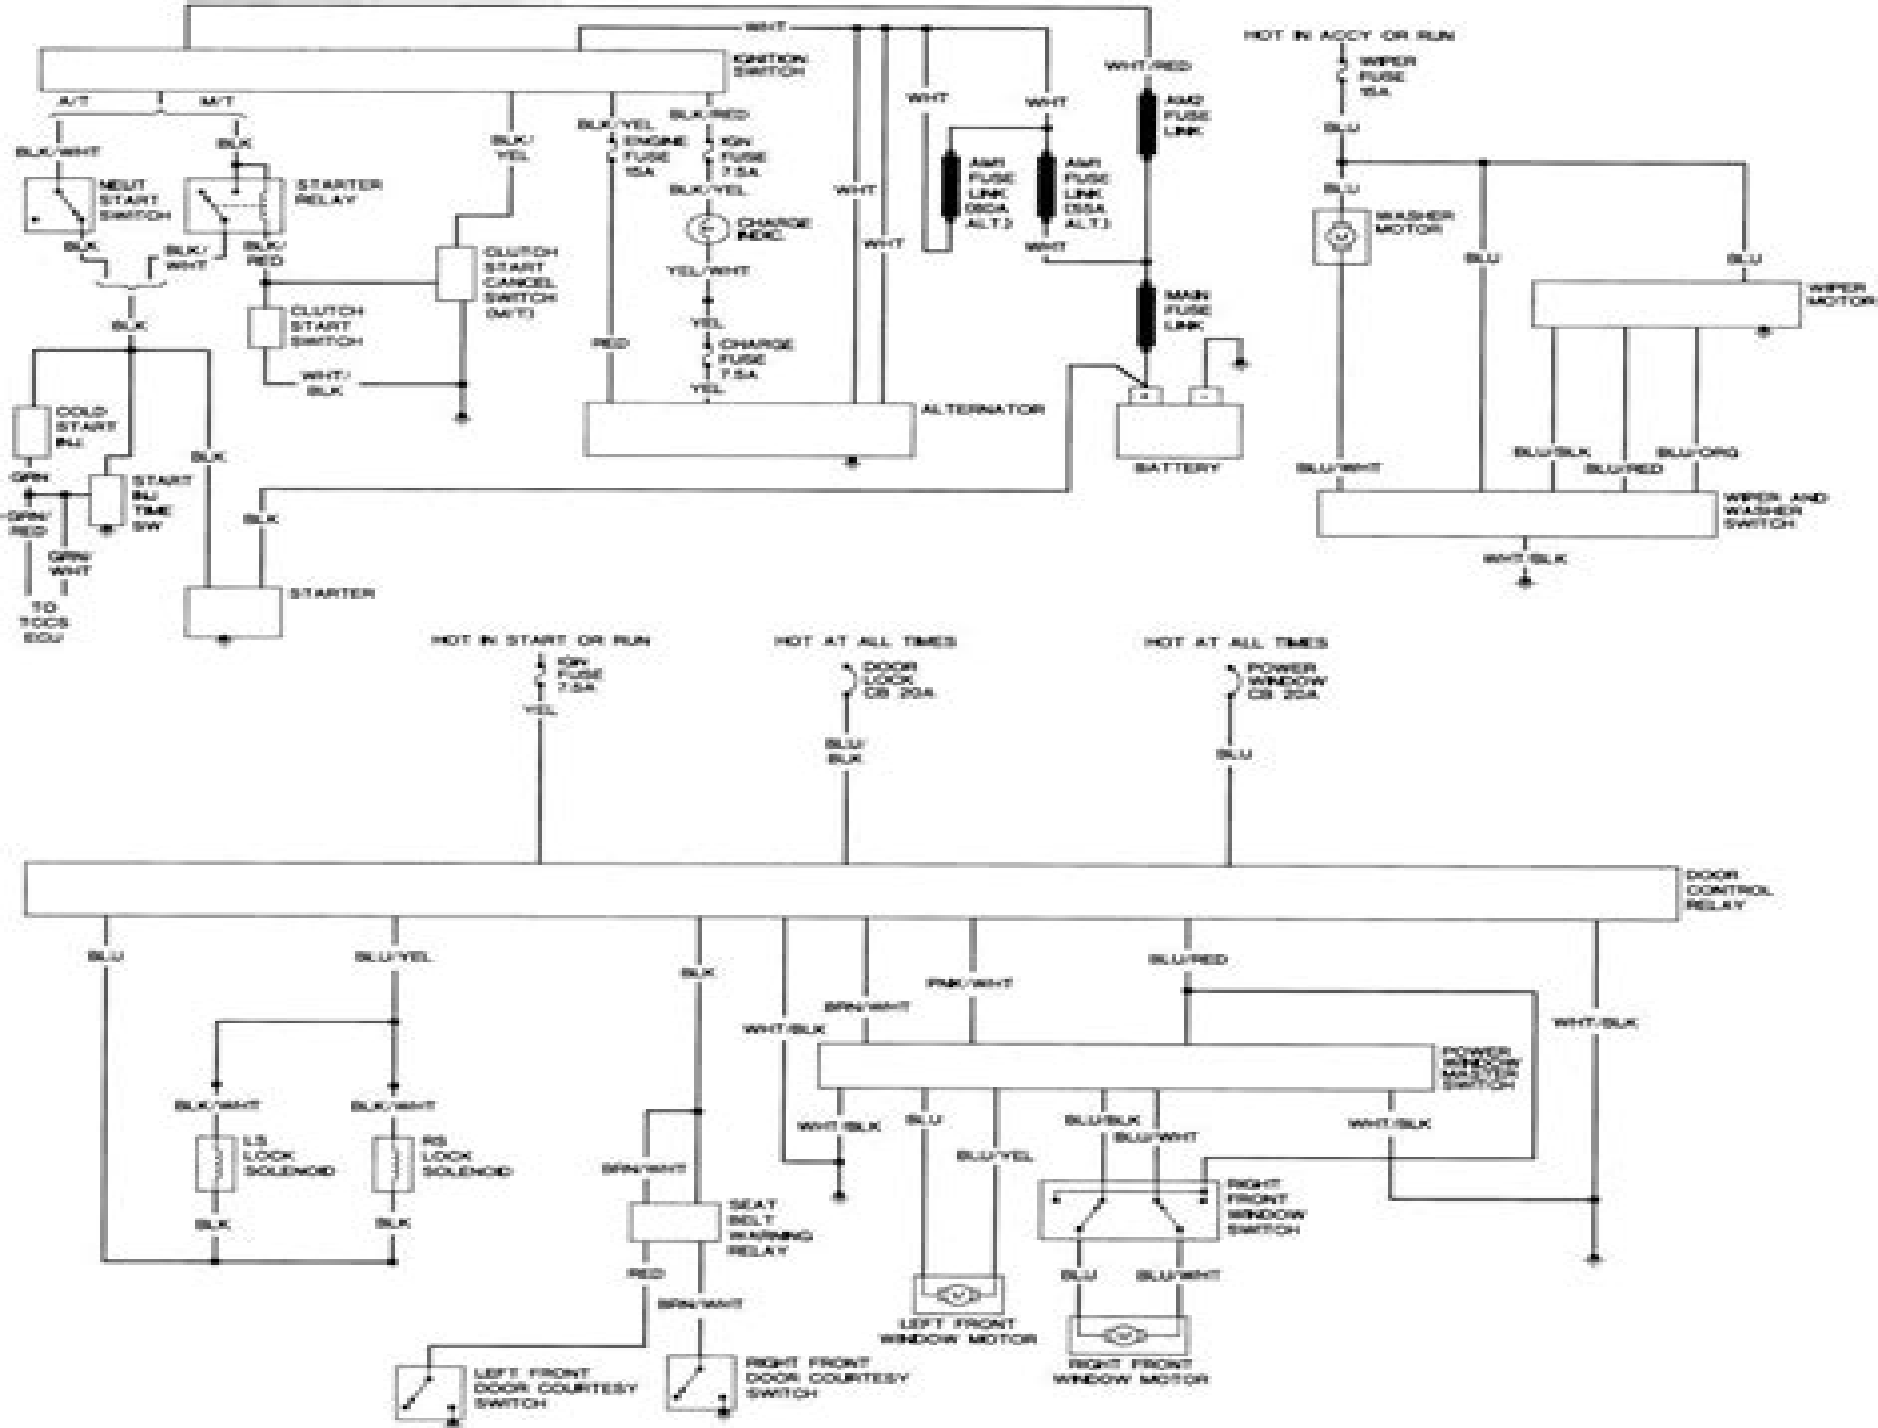 WHT
HOT IN ACCY OR RUN
IGNITION
SWITCH
WHT/RED
WIPER
FUSE
15A
A/T
M/T
WHT
WHT
AM2
FUSE
LINK
BLK/YEL
BLK/RED
BLK/WHT
BLK
BLK/
YEL
ENGINE
FUSE
15A
IGN
FUSE
7.5A
BLU
NEUT
START
SWITCH
STARTER
RELAY
BLK/YEL
WHT
AM1
FUSE
LINK
(60A
ALT.)
AM1
FUSE
LINK
(55A
ALT.)
BLU
WASHER
MOTOR
CHARGE
INDIC.
BLK
BLK/
WHT
BLK/
RED
WHT
WHT
BLU
BLU
CLUTCH
START
CANCEL
SWITCH
(M/T)
YEL/WHT
MAIN
FUSE
LINK
WIPER
MOTOR
CLUTCH
START
SWITCH
BLK
YEL
RED
CHARGE
FUSE
7.5A
WHT/
BLK
YEL
COLD
START
INJ.
ALTERNATOR
BATTERY
BLK
BLU/WHT
BLU/BLK
BLU/RED
BLU/ORG
GRN
START
INJ.
TIME
SW
GRN/
RED
BLK
WIPER AND
WASHER
SWITCH
GRN/
WHT
WHT/BLK
STARTER
TO
TCCS
ECU
HOT IN START OR RUN
HOT AT ALL TIMES
HOT AT ALL TIMES
IGN
FUSE
7.5A
DOOR
LOCK
CB 20A
POWER
WINDOW
CB 20A
YEL
BLU/
BLK
BLU
DOOR
CONTROL
RELAY
BLU
BLU/YEL
BLK
BLU/RED
PNK/WHT
BRN/WHT
WHT/BLK
WHT/BLK
POWER
WINDOW
MASTER
SWITCH
BLK/WHT
BLK/WHT
WHT/BLK
BLU
BLU/BLK
BLU/WHT
WHT/BLK
LS
LOCK
SOLENOID
RS
LOCK
SOLENOID
BRN/WHT
BLU/YEL
RIGHT
FRONT
WINDOW
SWITCH
BLK
BLK
SEAT
BELT
WARNING
RELAY
RED
BLU
BLU/WHT
BRN/WHT
LEFT FRONT
WINDOW MOTOR
RIGHT FRONT
WINDOW MOTOR
LEFT FRONT
DOOR COURTESY
SWITCH
RIGHT FRONT
DOOR COURTESY
SWITCH